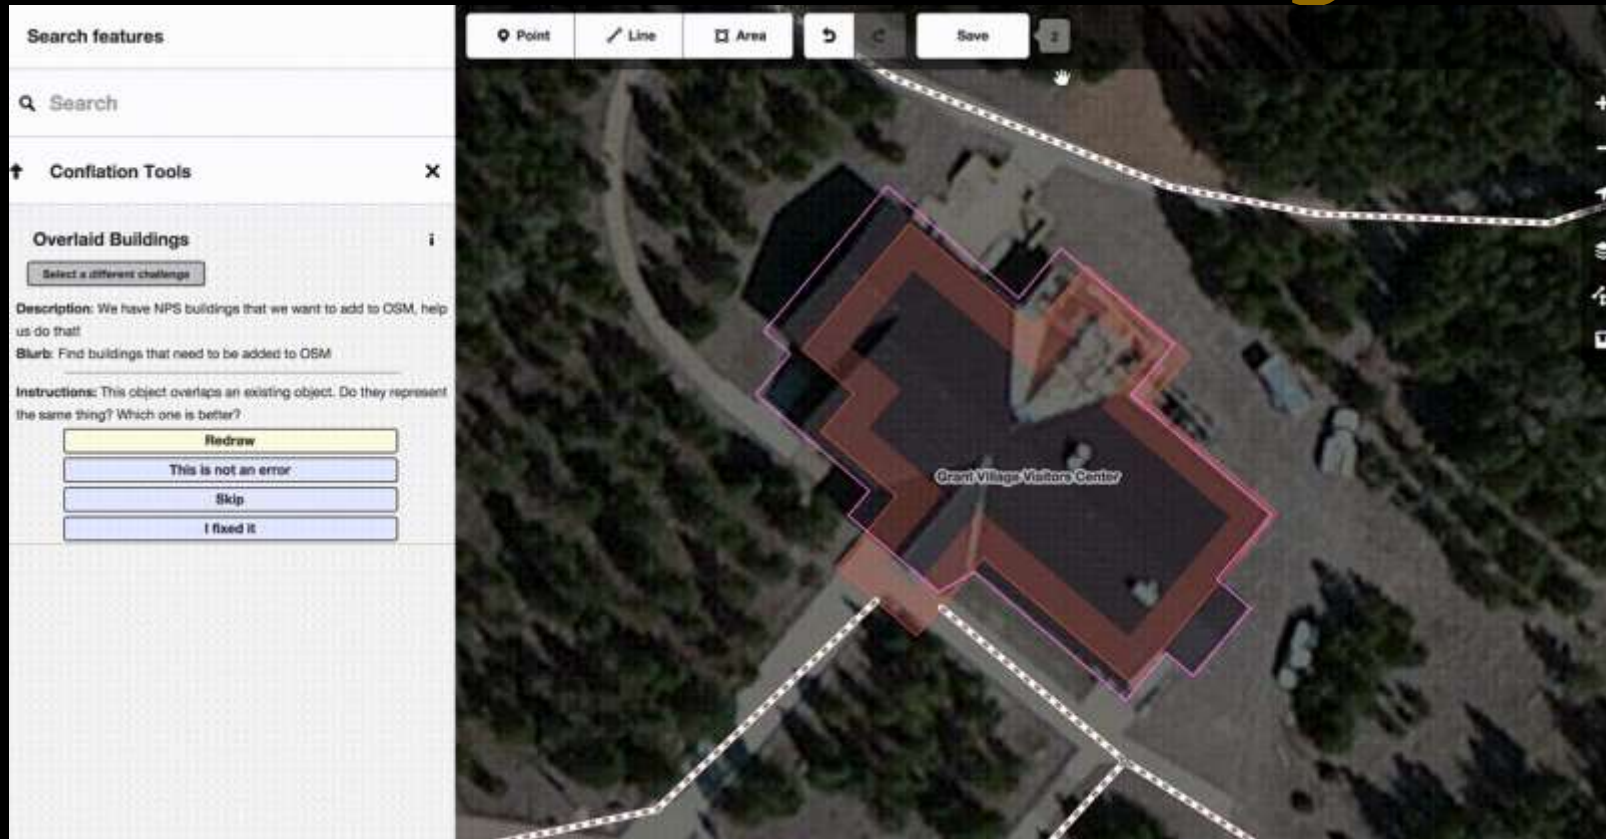 Search features
Search
Conflation Tools
Overlaid Buildings
i
Select a different challenge
Description: We have NPS buildings that we want to add to OSM, help
us do that!
Blurb: Find buildings that need to be added to OSM
Instructions: This object overlaps an existing object. Do they represent
the same thing? Which one is better?
Redraw
This is not an error
Skip
I fixed it
Point
Line
Area
Save
2
Grant Village Visitors Center